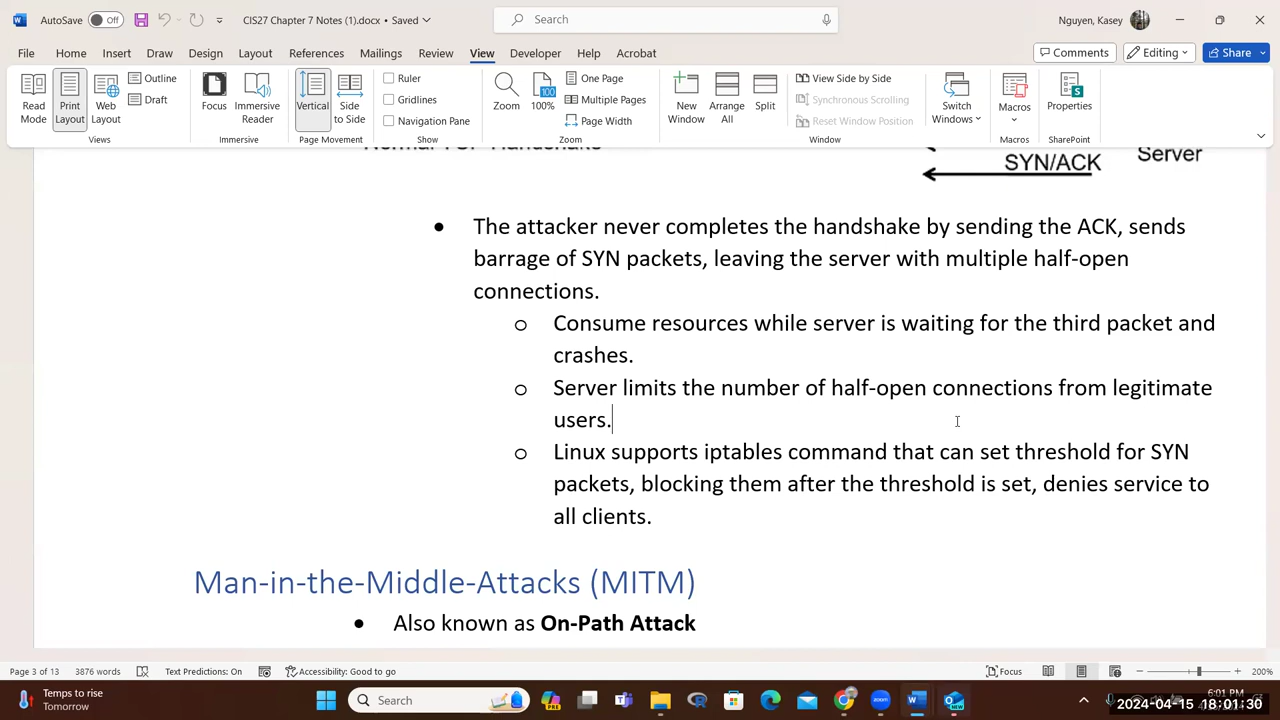 AutoSave Off CIS27 Chapter 7 Notes (1).docx • Saved Search Nguyen, Kasey
File Home Insert Draw Design Layout References Mailings Review View Developer Help Acrobat Comments Editing Share
Read Mode Print Layout Web Layout Outline Draft Focus Immersive Reader Vertical Side to Side Ruler Gridlines Navigation Pane Zoom 100% One Page Multiple Pages Page Width New Window Arrange All Split View Side by Side Synchronous Scrolling Reset Window Position Switch Windows Macros Properties
Views Immersive Page Movement Show Zoom Window Macros SharePoint
Server
SYN/ACK
• The attacker never completes the handshake by sending the ACK, sends
barrage of SYN packets, leaving the server with multiple half-open
connections.
o Consume resources while server is waiting for the third packet and
crashes.
o Server limits the number of half-open connections from legitimate
users.
o Linux supports iptables command that can set threshold for SYN
packets, blocking them after the threshold is set, denies service to
all clients.
Man-in-the-Middle-Attacks (MITM)
• Also known as On-Path Attack
Page 3 of 13 3876 words Text Predictions: On Accessibility: Good to go Focus 200%
Temps to rise
Tomorrow
Search
6:01 PM
2024-04-15 18:01:30